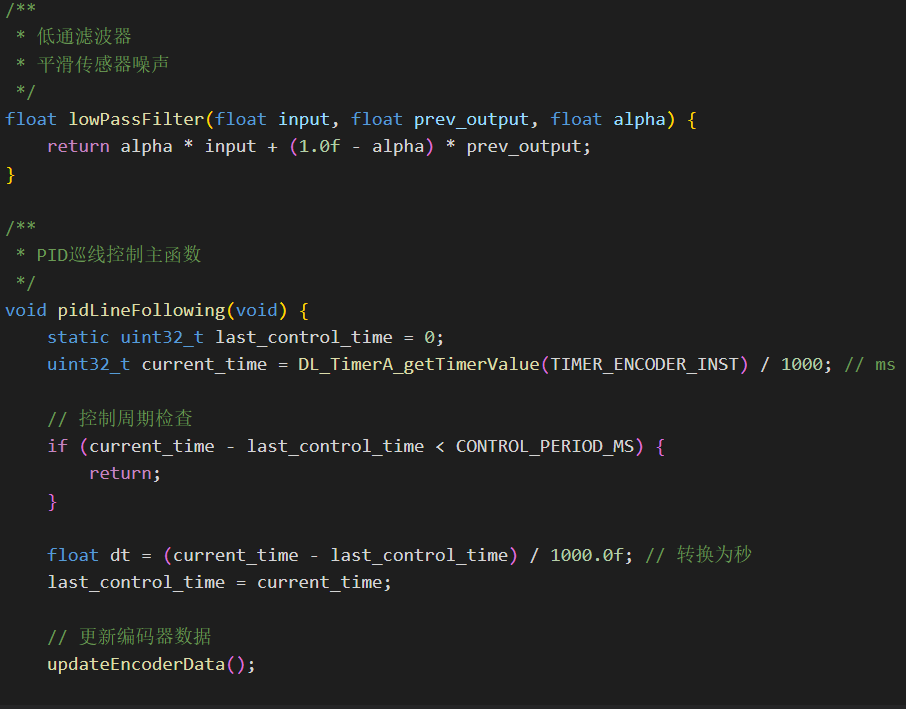 /**
 * 低通滤波器
 * 平滑传感器噪声
 */
float lowPassFilter(float input, float prev_output, float alpha) {
    return alpha * input + (1.0f - alpha) * prev_output;
}

/**
 * PID巡线控制主函数
 */
void pidLineFollowing(void) {
    static uint32_t last_control_time = 0;
    uint32_t current_time = DL_TimerA_getTimerValue(TIMER_ENCODER_INST) / 1000; // ms

    // 控制周期检查
    if (current_time - last_control_time < CONTROL_PERIOD_MS) {
        return;
    }

    float dt = (current_time - last_control_time) / 1000.0f; // 转换为秒
    last_control_time = current_time;

    // 更新编码器数据
    updateEncoderData();